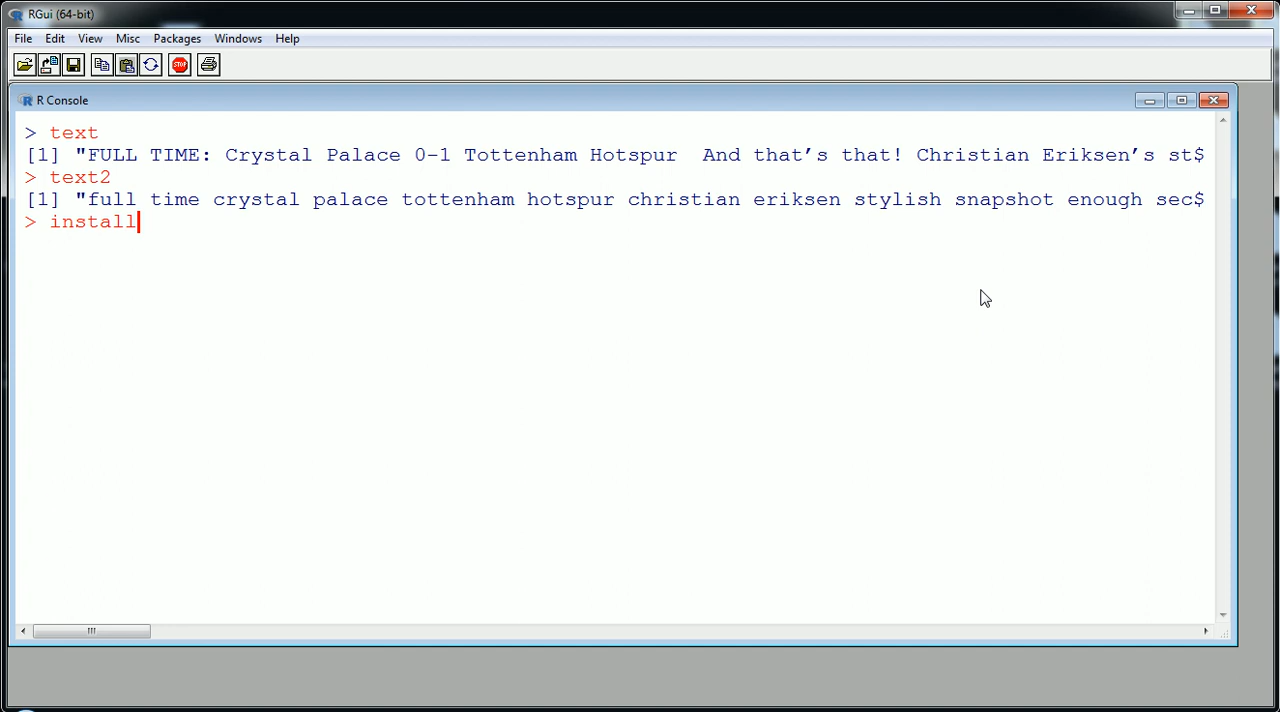 RGui (64-bit)
File Edit View Misc Packages Windows Help
STOP
R Console
> text
[1] "FULL TIME: Crystal Palace 0-1 Tottenham Hotspur  And that’s that! Christian Eriksen’s st$
> text2
[1] "full time crystal palace tottenham hotspur christian eriksen stylish snapshot enough sec$
> install